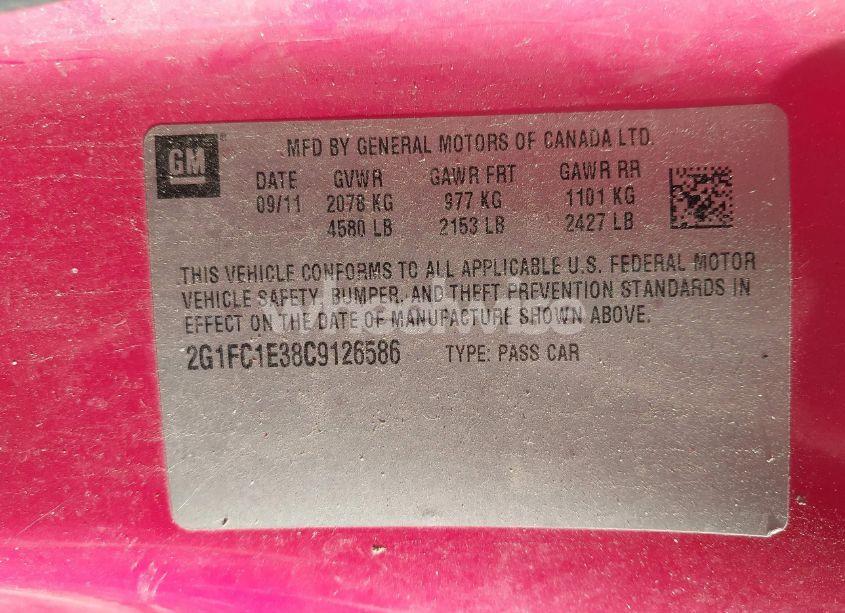 GM
MFD BY GENERAL MOTORS OF CANADA LTD.
DATE GVWR GAWR FRT GAWR RR
09/11 2078 KG 977 KG 1101 KG
4580 LB 2153 LB 2427 LB
THIS VEHICLE CONFORMS TO ALL APPLICABLE U.S. FEDERAL MOTOR
VEHICLE SAFETY, BUMPER, AND THEFT PREVENTION STANDARDS IN
EFFECT ON THE DATE OF MANUFACTURE SHOWN ABOVE.
2G1FC1E38C9126586 TYPE: PASS CAR